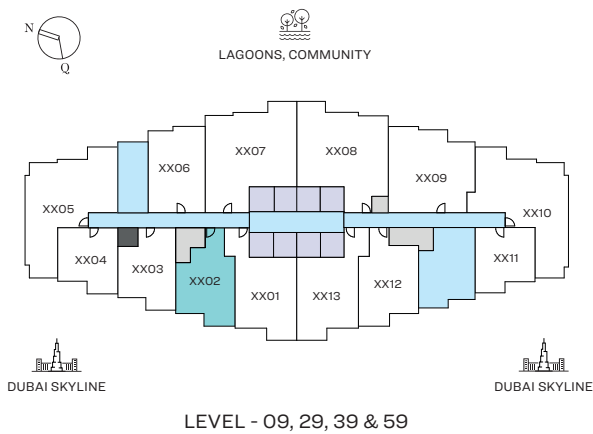 N
Q
LAGOONS, COMMUNITY
XX07
XX08
XX06
XX09
XX05
XX10
XX04
XX03
XX02
XX01
XX13
XX12
XX11
DUBAI SKYLINE
DUBAI SKYLINE
LEVEL - 09, 29, 39 & 59